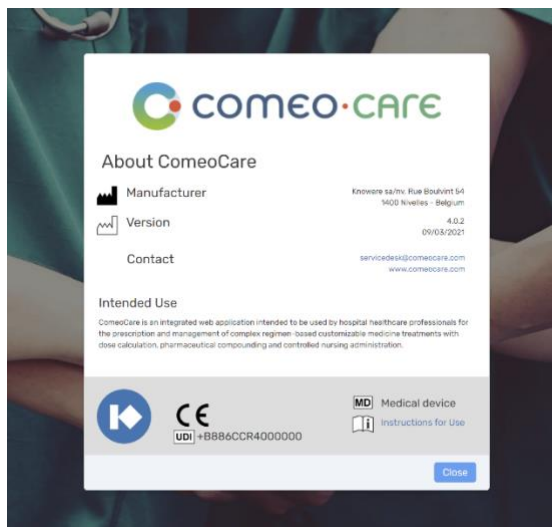 comeo·care
About ComeoCare
Manufacturer
Knoware sa/nv. Rue Boulvint 54
1400 Nivelles - Belgium
Version
4.0.2
09/03/2021
Contact
servicedesk@comeocare.com
www.comeocare.com
Intended Use
ComeoCare is an integrated web application intended to be used by hospital healthcare professionals for
the prescription and management of complex regimen-based customizable medicine treatments with
dose calculation, pharmaceutical compounding and controlled nursing administration.
CE
UDI +B886CCR4000000
MD Medical device
i Instructions for Use
Close